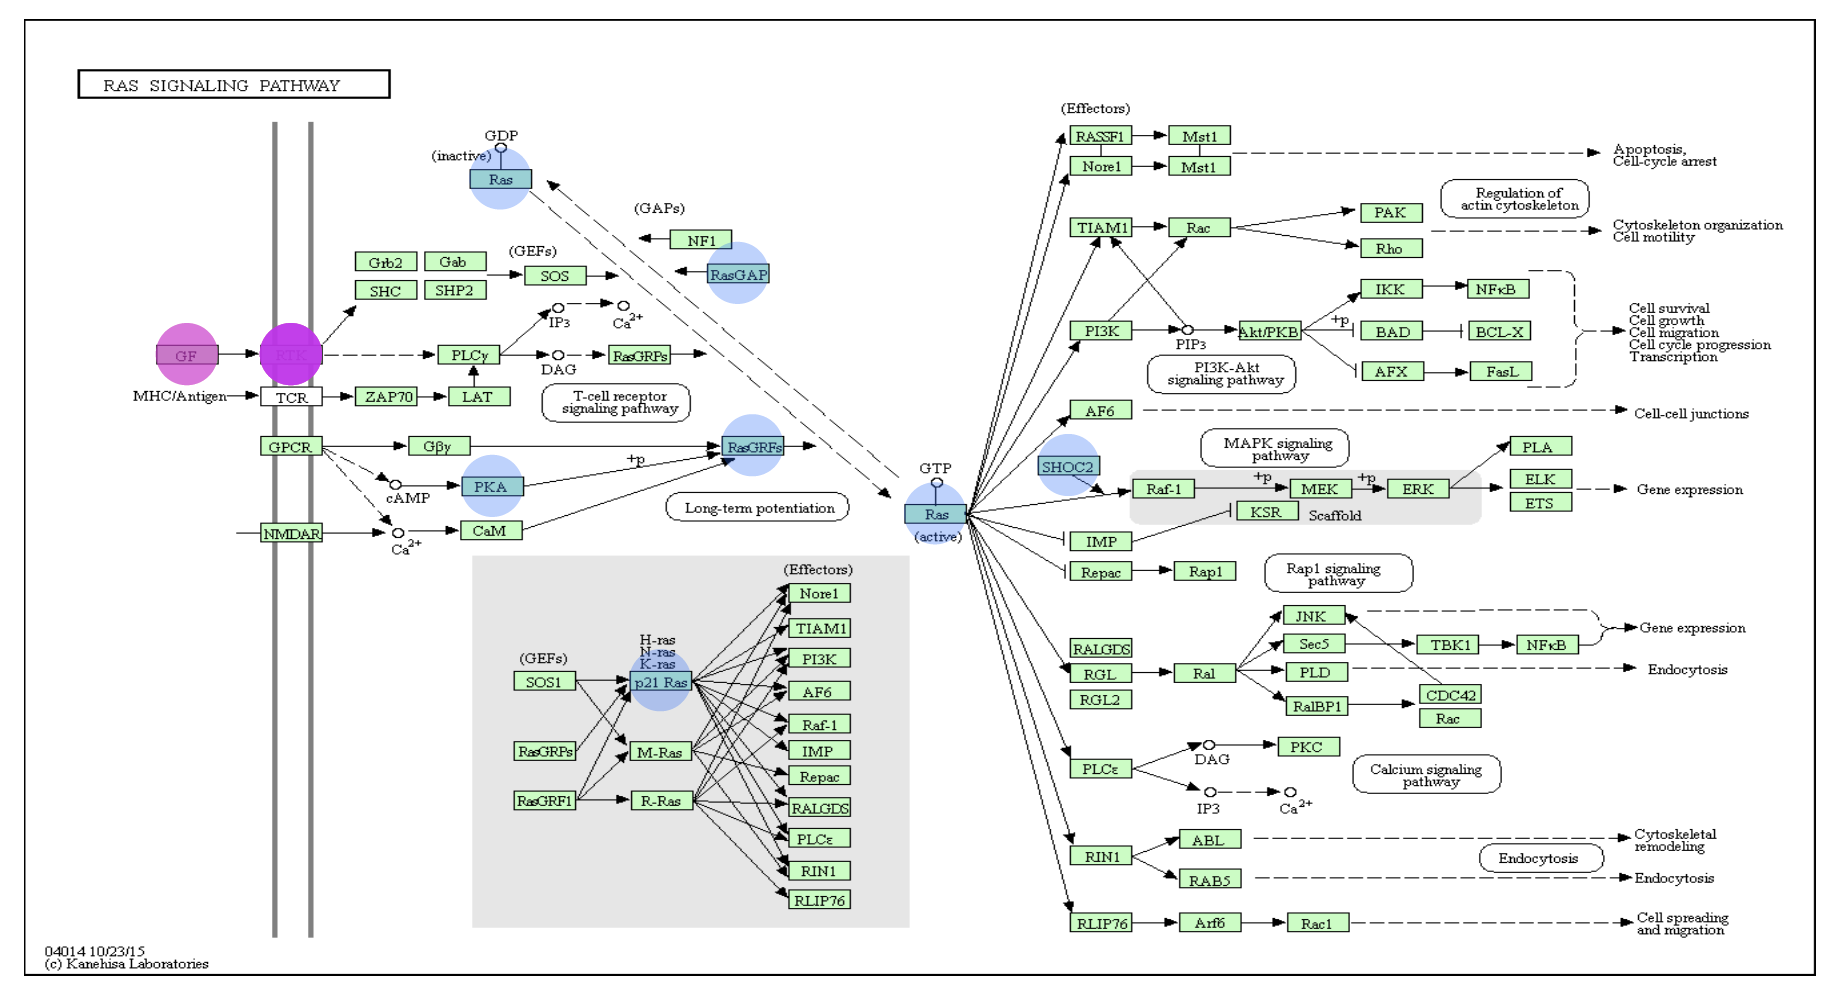 RAS SIGNALING PATHWAY
GDP
(inactive)
Ras
(GAPs)
NF1
RasGAP
(GEFs)
Grb2
Gab
SOS
SHC
SHP2
IP3
Ca2+
GF
RTK
PLCγ
DAG
RasGRPs
MHC/Antigen
TCR
ZAP70
LAT
T-cell receptor
signaling pathway
GPCR
Gβγ
RasGRFs
+p
cAMP
PKA
Long-term potentiation
NMDAR
Ca2+
CaM
GTP
Ras
(active)
(Effectors)
RASSF1
Mst1
Nore1
Mst1
Apoptosis,
Cell-cycle arrest
Regulation of
actin cytoskeleton
TIAM1
Rac
PAK
Rho
Cytoskeleton organization
Cell motility
PI3K
PIP3
Akt/PKB
+p
IKK
NFκB
BAD
BCL-X
AFX
FasL
Cell survival
Cell growth
Cell migration
Cell cycle progression
Transcription
PI3K-Akt
signaling pathway
AF6
Cell-cell junctions
SHOC2
MAPK signaling
pathway
Raf-1
+p
MEK
+p
ERK
KSR
Scaffold
PLA
ELK
ETS
Gene expression
IMP
Repac
Rap1
Rap1 signaling
pathway
RALGDS
RGL
RGL2
Ral
JNK
Sec5
TBK1
NFκB
Gene expression
PLD
Endocytosis
RalBP1
CDC42
Rac
PLCε
DAG
PKC
IP3
Ca2+
Calcium signaling
pathway
RIN1
ABL
Cytoskeletal
remodeling
Endocytosis
RAB5
Endocytosis
RLIP76
Arf6
Rac1
Cell spreading
and migration
(Effectors)
Nore1
TIAM1
PI3K
AF6
Raf-1
IMP
Repac
RALGDS
PLCε
RIN1
RLIP76
(GEFs)
SOS1
RasGRPs
RasGRF1
H-ras
N-ras
K-ras
p21 Ras
M-Ras
R-Ras
04014 10/23/15
(c) Kanehisa Laboratories